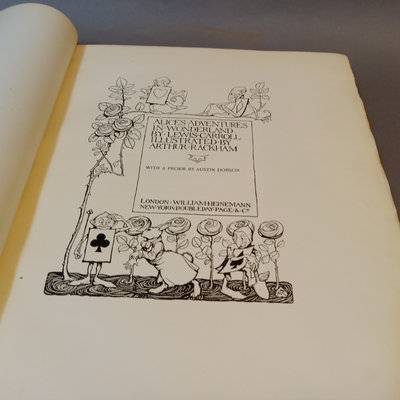 ALICE'S·ADVENTURES
IN·WONDERLAND
BY·LEWIS·CARROLL
ILLUSTRATED·BY
ARTHUR·RACKHAM
WITH A PROEM BY AUSTIN DOBSON
LONDON·WILLIAM·HEINEMANN
NEW·YORK·DOUBLEDAY·PAGE·&·Co